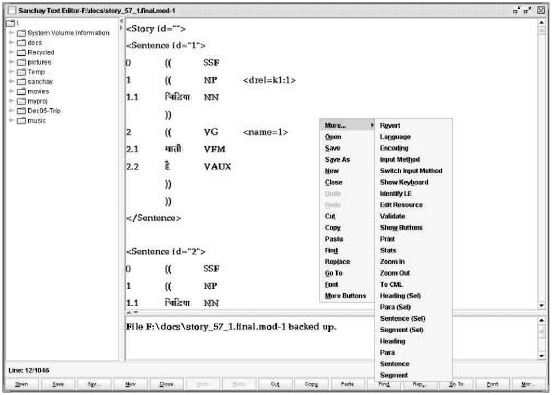 Sanchay Text Editor-F:\docs\story_57_1.final.mod-1
\
System Volume Information
docs
Recycled
pictures
Temp
sanchay
movies
myproj
Dec06-Trip
music
<Story id="">
<Sentence id="1">
0 (( SSF
1 (( NP <drel=k1:1>
1.1 चिडिया NN
))
2 (( VG <name=1>
2.1 गाती VFM
2.2 है VAUX
))
))
</Sentence>
<Sentence id="2">
0 (( SSF
1 (( NP
1.1 चिडिया NN
More...
Open
Save
Save As
New
Close
Undo
Redo
Cut
Copy
Paste
Find
Replace
Go To
Font
More Buttons
Revert
Language
Encoding
Input Method
Switch Input Method
Show Keyboard
Identify LE
Edit Resource
Validate
Show Buttons
Print
Stats
Zoom In
Zoom Out
To CML
Heading (Sel)
Para (Sel)
Sentence (Sel)
Segment (Sel)
Heading
Para
Sentence
Segment
File F:\docs\story_57_1.final.mod-1 backed up.
Line: 12/1046
Open Save Sav... New Close Undo Redo Cut Copy Paste Find Rep... Go To Font Mor...